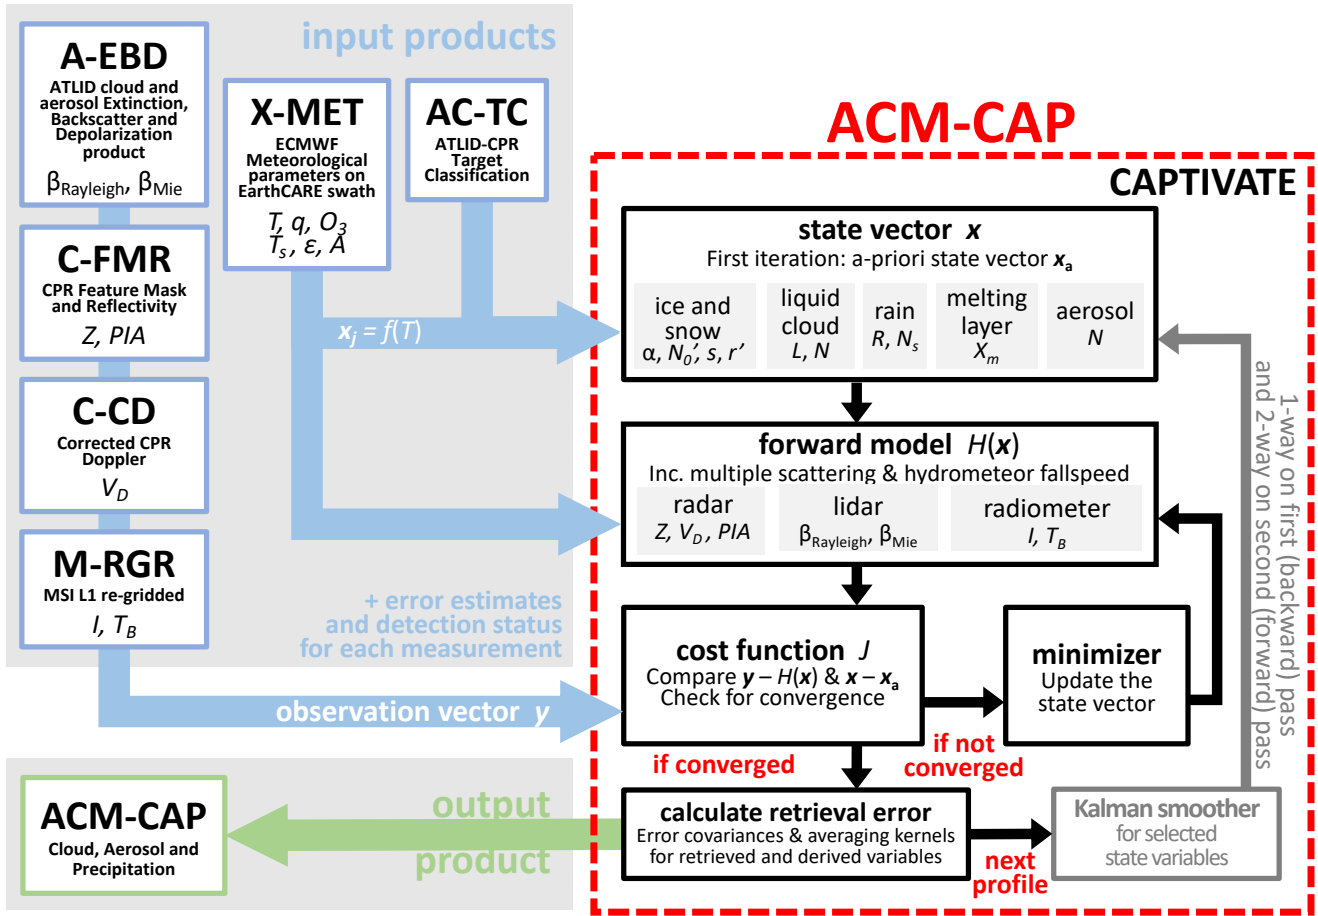 input products
A-EBD
ATLID cloud and
aerosol Extinction,
Backscatter and
Depolarization
product
βRayleigh, βMie
C-FMR
CPR Feature Mask
and Reflectivity
Z, PIA
C-CD
Corrected CPR
Doppler
VD
M-RGR
MSI L1 re-gridded
I, TB
X-MET
ECMWF
Meteorological
parameters on
EarthCARE swath
T, q, O3
Ts, ε, A
AC-TC
ATLID-CPR
Target
Classification
xj = f(T)
+ error estimates
and detection status
for each measurement
observation vector y
ACM-CAP
CAPTIVATE
state vector x
First iteration: a-priori state vector xa
ice and
snow
α, N0′, s, r′
liquid
cloud
L, N
rain
R, Ns
melting
layer
Xm
aerosol
N
forward model H(x)
Inc. multiple scattering & hydrometeor fallspeed
radar
Z, VD, PIA
lidar
βRayleigh, βMie
radiometer
I, TB
cost function J
Compare y – H(x) & x – xa
Check for convergence
minimizer
Update the
state vector
if converged
if not
converged
calculate retrieval error
Error covariances & averaging kernels
for retrieved and derived variables
next
profile
Kalman smoother
for selected
state variables
1-way on first (backward) pass
and 2-way on second (forward) pass
output
product
ACM-CAP
Cloud, Aerosol and
Precipitation